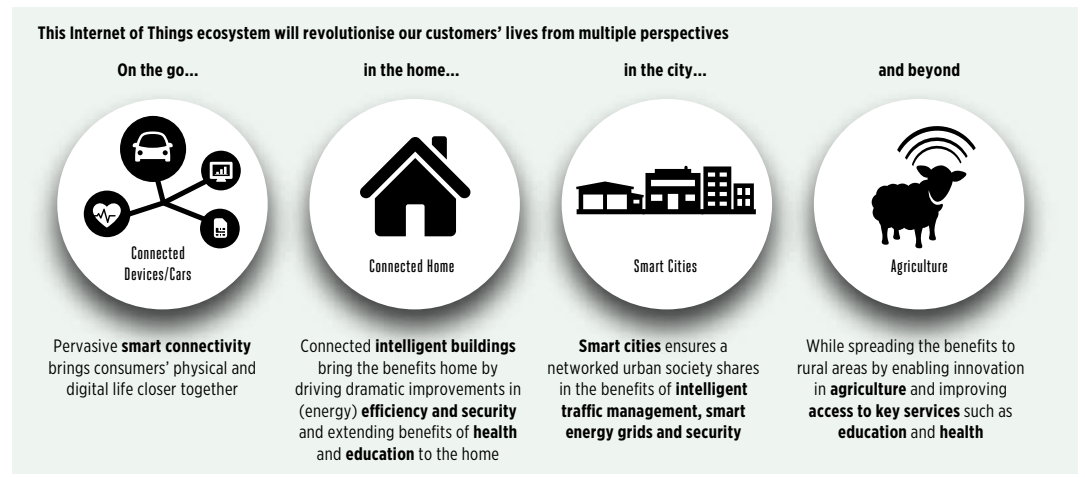 This Internet of Things ecosystem will revolutionise our customers’ lives from multiple perspectives
On the go...
Connected
Devices/Cars
Pervasive smart connectivity
brings consumers’ physical and
digital life closer together
in the home...
Connected Home
Connected intelligent buildings
bring the benefits home by
driving dramatic improvements in
(energy) efficiency and security
and extending benefits of health
and education to the home
in the city...
Smart Cities
Smart cities ensures a
networked urban society shares
in the benefits of intelligent
traffic management, smart
energy grids and security
and beyond
Agriculture
While spreading the benefits to
rural areas by enabling innovation
in agriculture and improving
access to key services such as
education and health